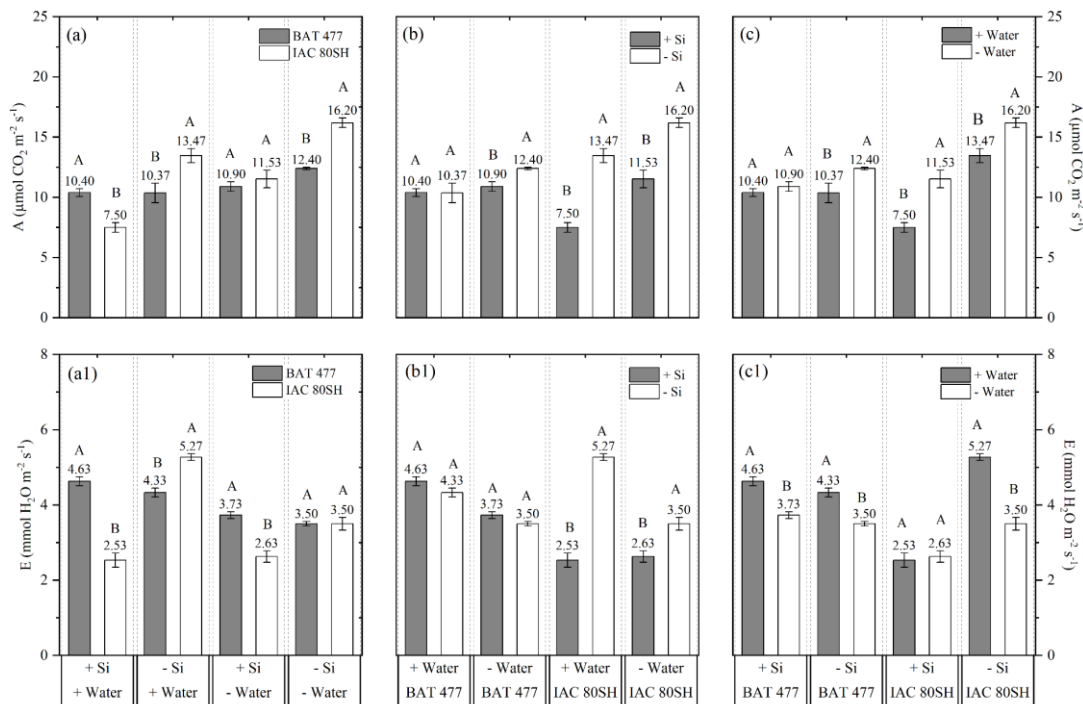 (a)
BAT 477
IAC 80SH
A (μmol CO2 m-2 s-1)
25
20
15
10
5
0
A
10.40
B
7.50
B
10.37
A
13.47
A
10.90
A
11.53
B
12.40
A
16.20
(b)
+ Si
- Si
A
10.40
A
10.37
B
10.90
A
12.40
B
7.50
A
13.47
B
11.53
A
16.20
(c)
+ Water
- Water
A
10.40
A
10.90
B
10.37
A
12.40
B
7.50
A
11.53
B
13.47
A
16.20
25
20
15
10
5
0
A (μmol CO2 m-2 s-1)
(a1)
BAT 477
IAC 80SH
E (mmol H2O m-2 s-1)
8
6
4
2
0
A
4.63
B
2.53
B
4.33
A
5.27
A
3.73
B
2.63
A
3.50
A
3.50
(b1)
+ Si
- Si
A
4.63
A
4.33
A
3.73
A
3.50
B
2.53
A
5.27
B
2.63
A
3.50
(c1)
+ Water
- Water
A
4.63
B
3.73
A
4.33
B
3.50
A
2.53
A
2.63
A
5.27
B
3.50
8
6
4
2
0
E (mmol H2O m-2 s-1)
+ Si - Si + Si - Si
+ Water + Water - Water - Water
+ Water - Water + Water - Water
BAT 477 BAT 477 IAC 80SH IAC 80SH
+ Si - Si + Si - Si
BAT 477 BAT 477 IAC 80SH IAC 80SH